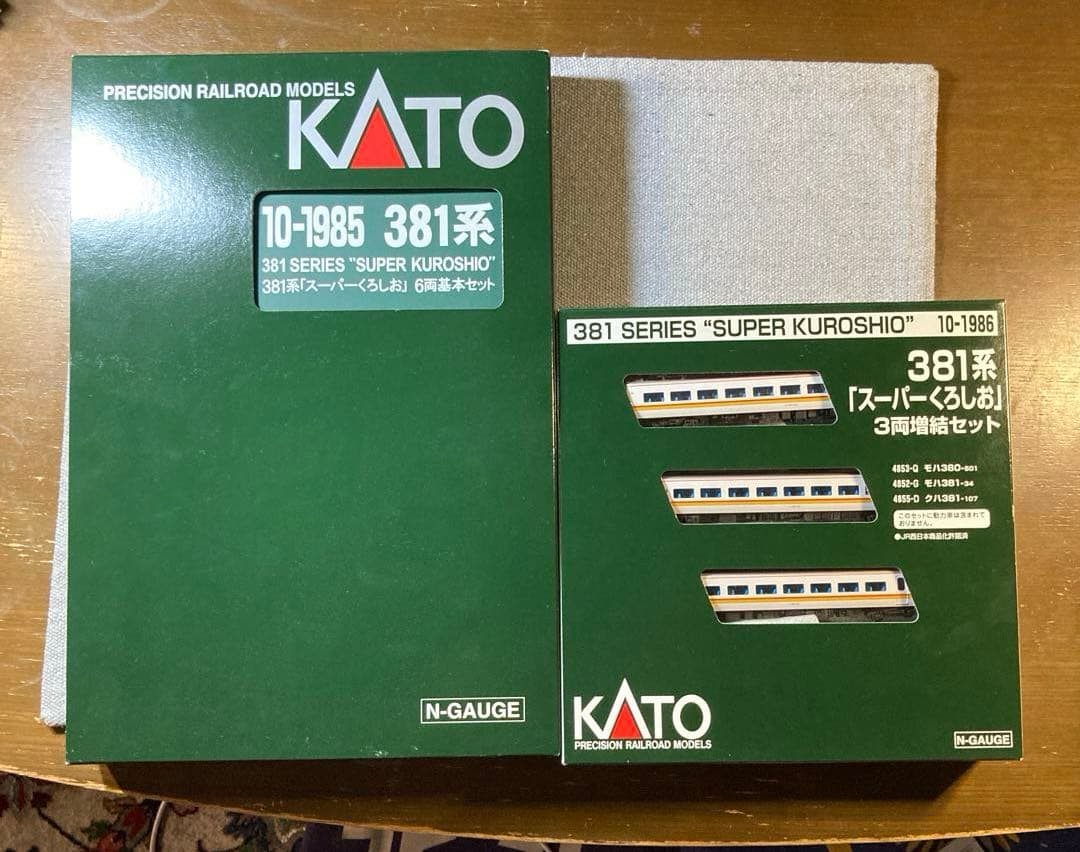 PRECISION RAILROAD MODELS
KATO
10-1985 381系
381 SERIES "SUPER KUROSHIO"
381系「スーパーくろしお」 6両基本セット
N-GAUGE
381 SERIES "SUPER KUROSHIO" 10-1986
381系
「スーパーくろしお」
3両増結セット
4853-Q モハ380-501
4852-G モハ381-34
4855-D クハ381-107
このセットに動力車は含まれて
おりません。
●JR西日本商品化許諾済
KATO
PRECISION RAILROAD MODELS
N-GAUGE